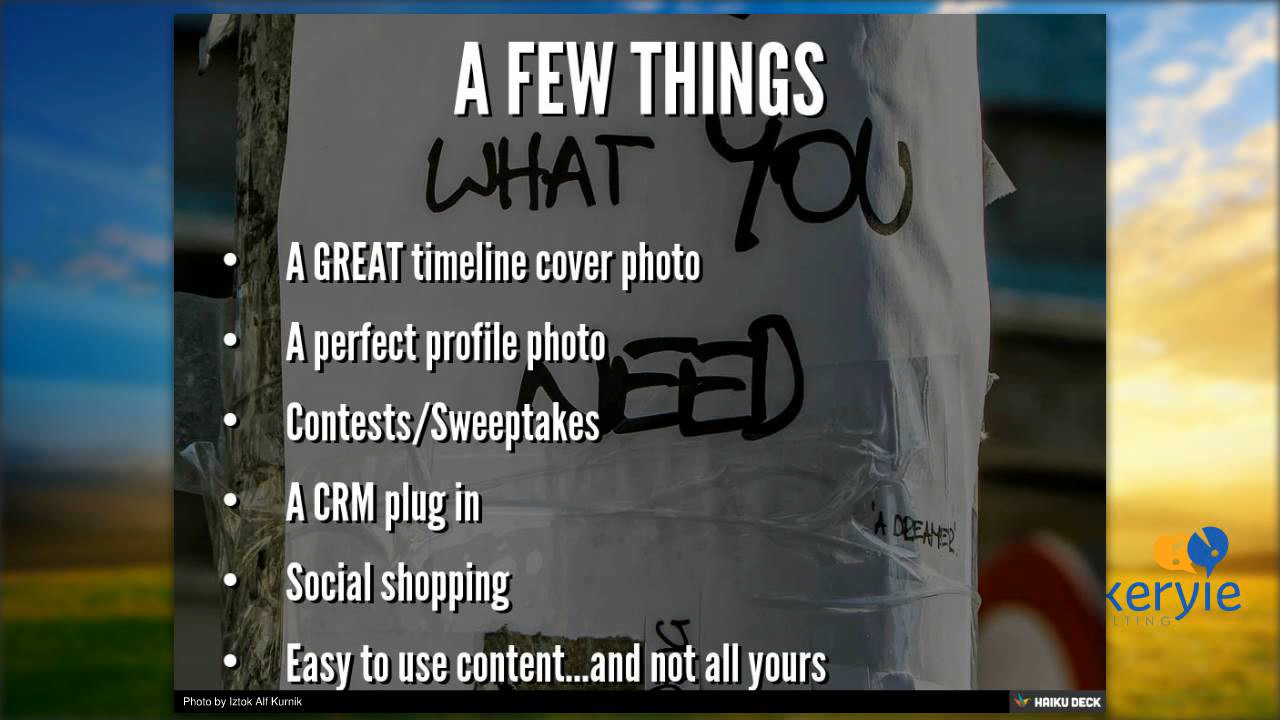 A FEW THINGS
WHAT YOU
• A GREAT timeline cover photo
• A perfect profile photo
NEED
• Contests/Sweeptakes
• A CRM plug in
'A DREAMER'
• Social shopping
keryie
LTING
• Easy to use content...and not all yours
Photo by Iztok Alf Kurnik
HAIKU DECK